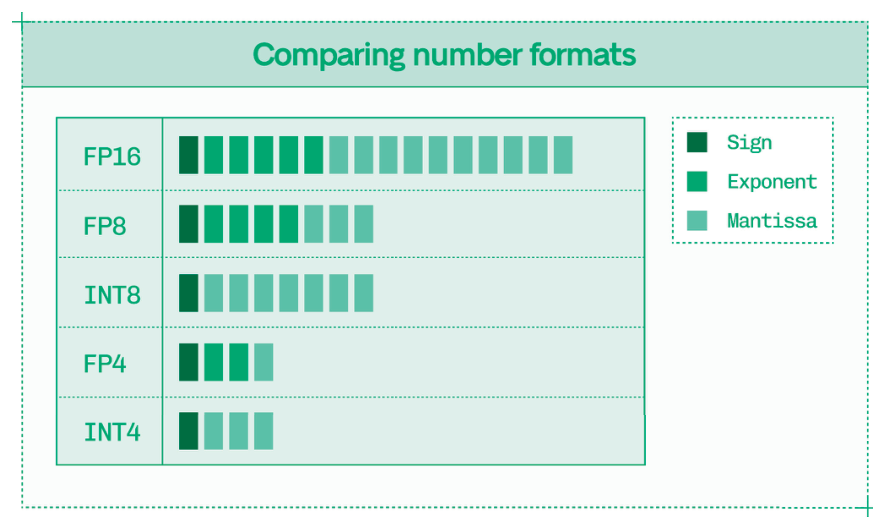 Comparing number formats
FP16
FP8
INT8
FP4
INT4
Sign
Exponent
Mantissa